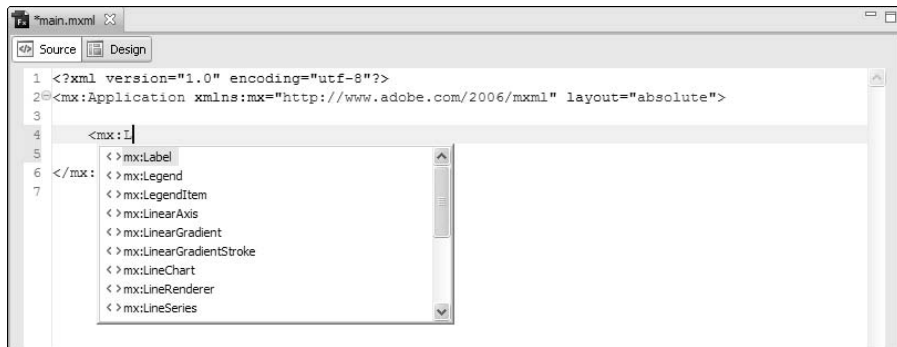 Fx *main.mxml
Source Design
1 <?xml version="1.0" encoding="utf-8"?>
2 <mx:Application xmlns:mx="http://www.adobe.com/2006/mxml" layout="absolute">
3
4 <mx:L
5
< > mx:Label
6 </mx:
< > mx:Legend
7
< > mx:LegendItem
< > mx:LinearAxis
< > mx:LinearGradient
< > mx:LinearGradientStroke
< > mx:LineChart
< > mx:LineRenderer
< > mx:LineSeries